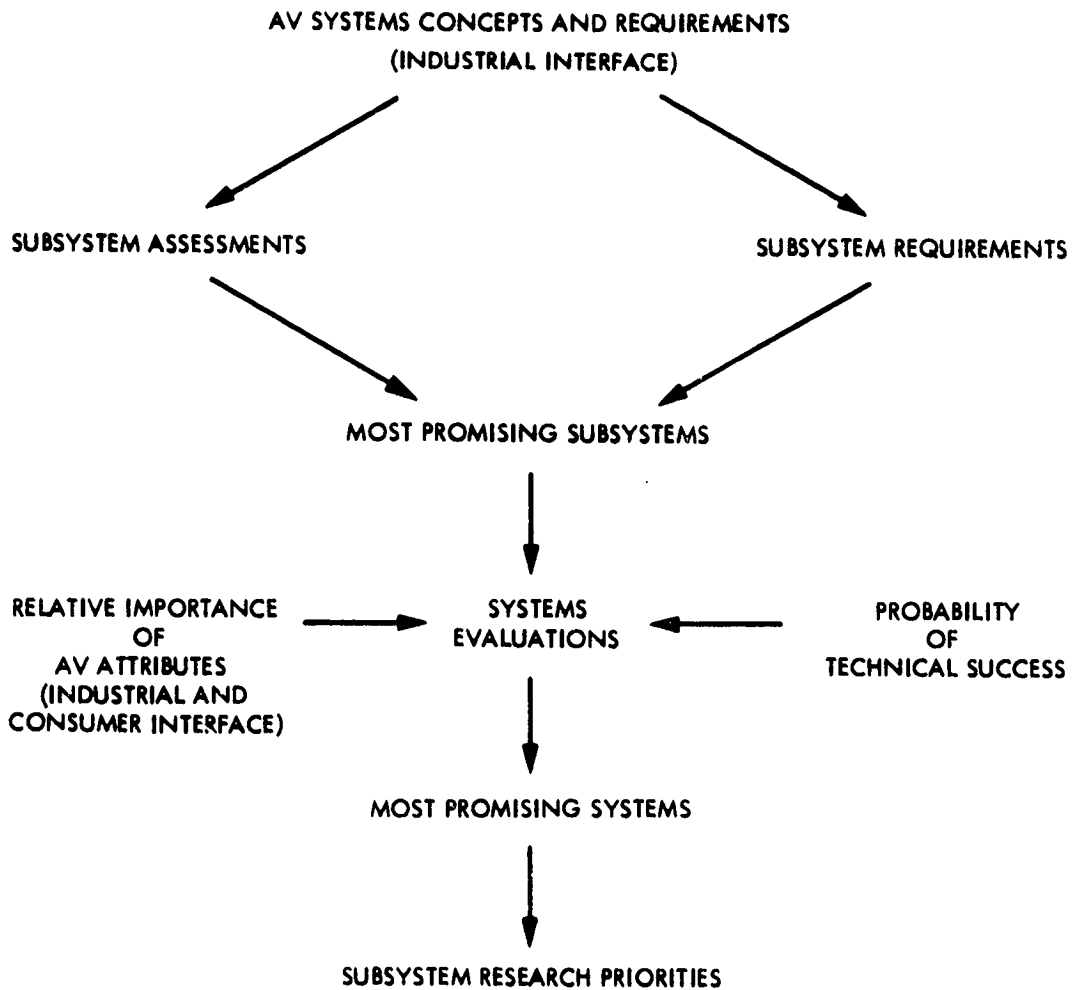 AV SYSTEMS CONCEPTS AND REQUIREMENTS
(INDUSTRIAL INTERFACE)
SUBSYSTEM ASSESSMENTS
SUBSYSTEM REQUIREMENTS
MOST PROMISING SUBSYSTEMS
RELATIVE IMPORTANCE
OF
AV ATTRIBUTES
(INDUSTRIAL AND
CONSUMER INTERFACE)
SYSTEMS
EVALUATIONS
PROBABILITY
OF
TECHNICAL SUCCESS
MOST PROMISING SYSTEMS
SUBSYSTEM RESEARCH PRIORITIES